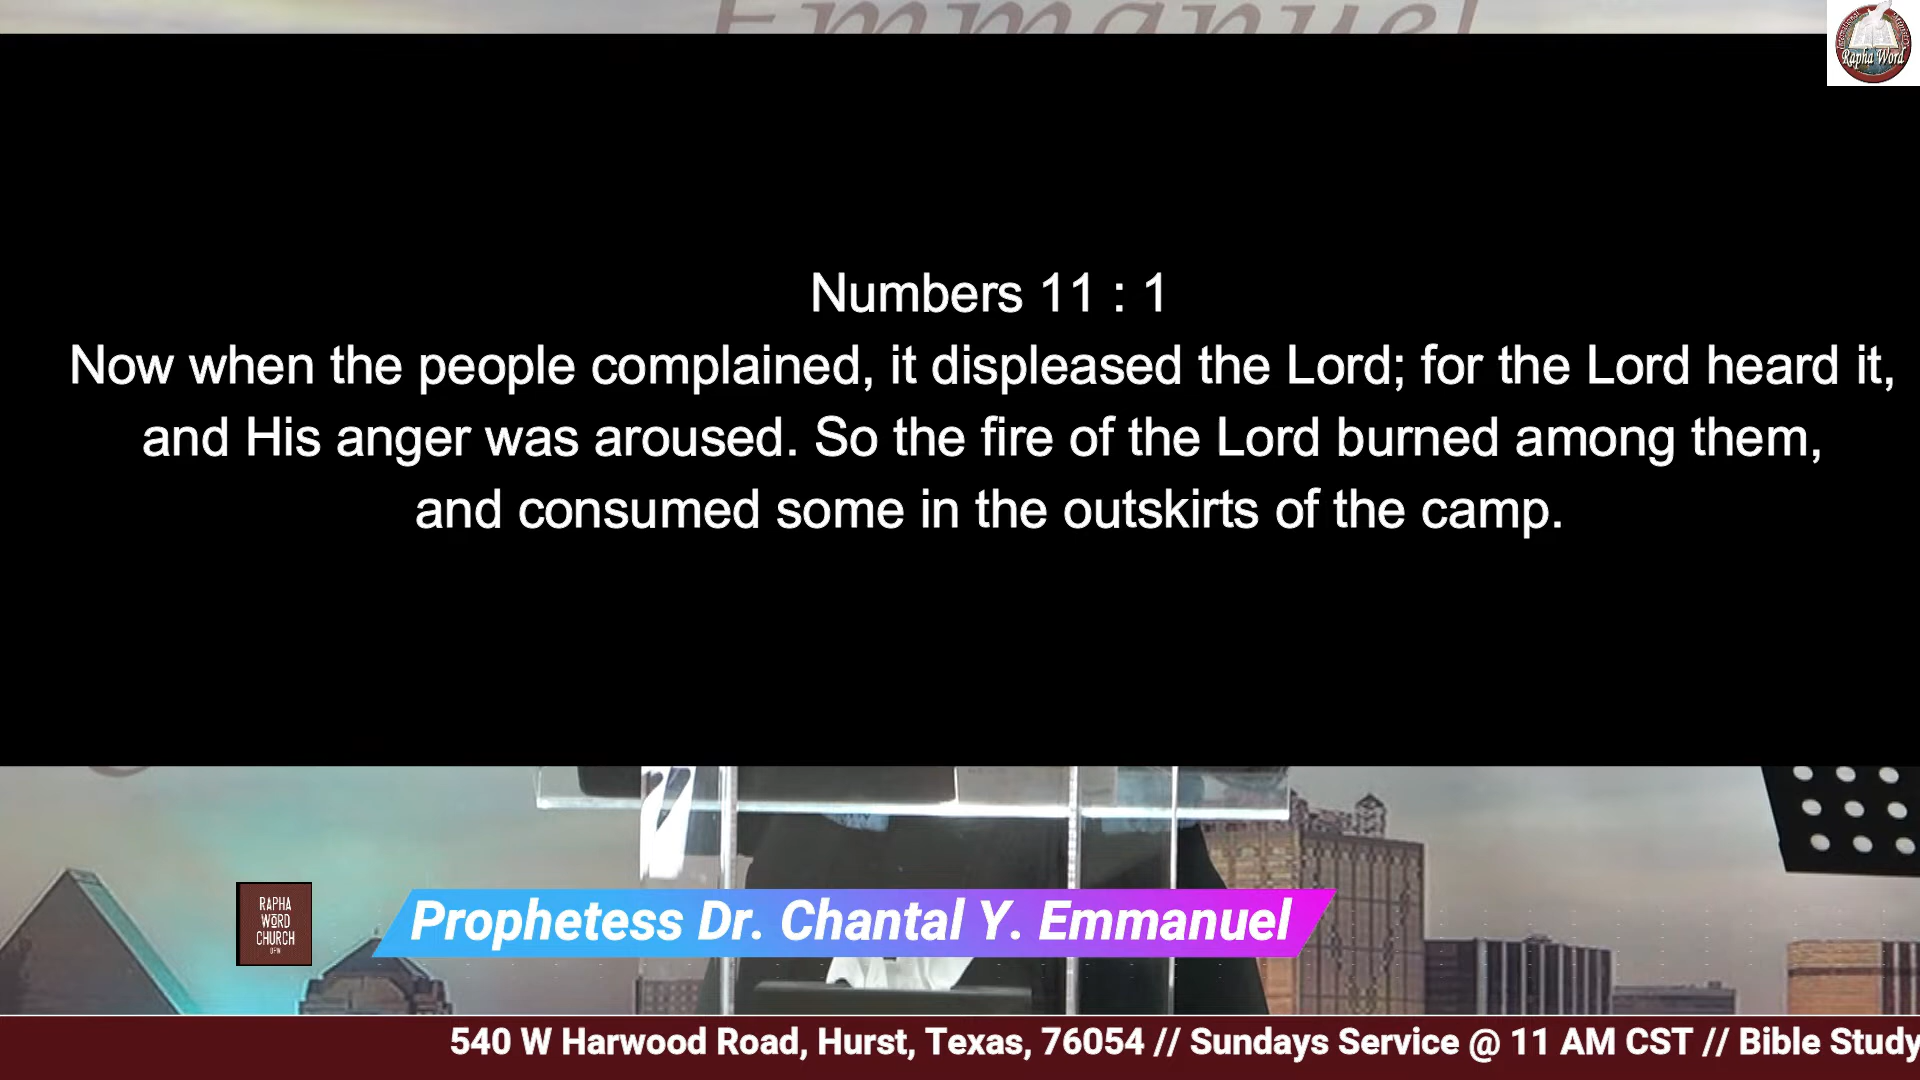 Emmanuel
Rapha Word
Numbers 11 : 1
Now when the people complained, it displeased the Lord; for the Lord heard it,
and His anger was aroused. So the fire of the Lord burned among them,
and consumed some in the outskirts of the camp.
RAPHA
WORD
CHURCH
DFW
Prophetess Dr. Chantal Y. Emmanuel
540 W Harwood Road, Hurst, Texas, 76054 // Sundays Service @ 11 AM CST // Bible Study